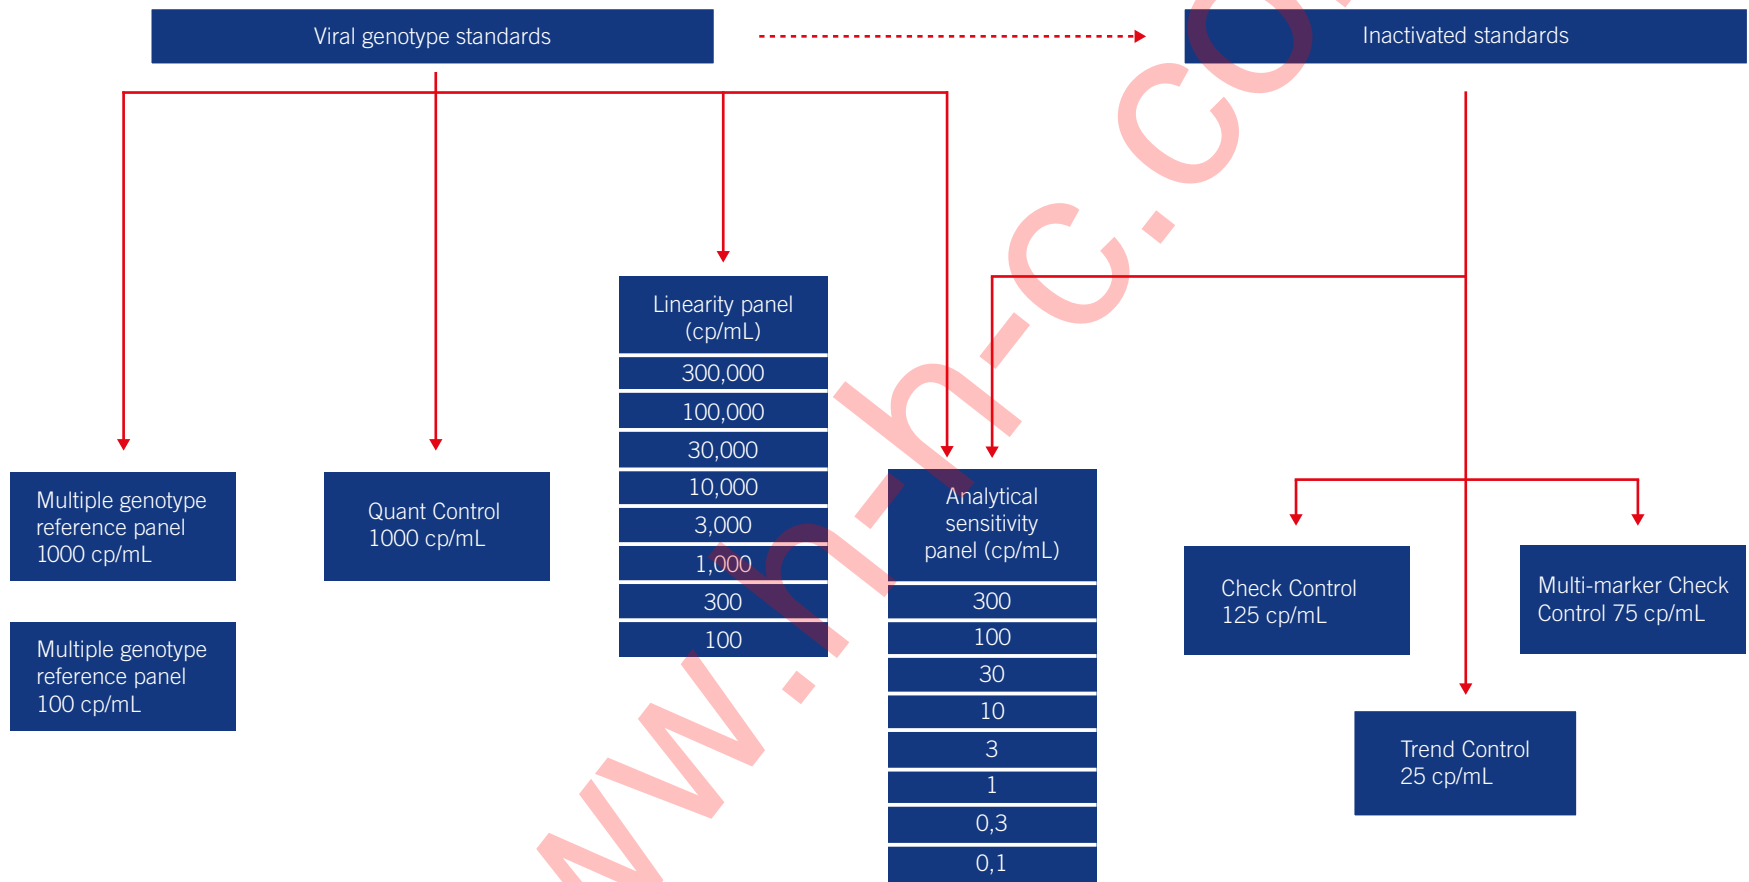 Viral genotype standards
Inactivated standards
Linearity panel
(cp/mL)
300,000
100,000
30,000
10,000
3,000
1,000
300
100
Multiple genotype
reference panel
1000 cp/mL
Multiple genotype
reference panel
100 cp/mL
Quant Control
1000 cp/mL
Analytical
sensitivity
panel (cp/mL)
300
100
30
10
3
1
0,3
0,1
Check Control
125 cp/mL
Multi-marker Check
Control 75 cp/mL
Trend Control
25 cp/mL
www.h-h-c.com